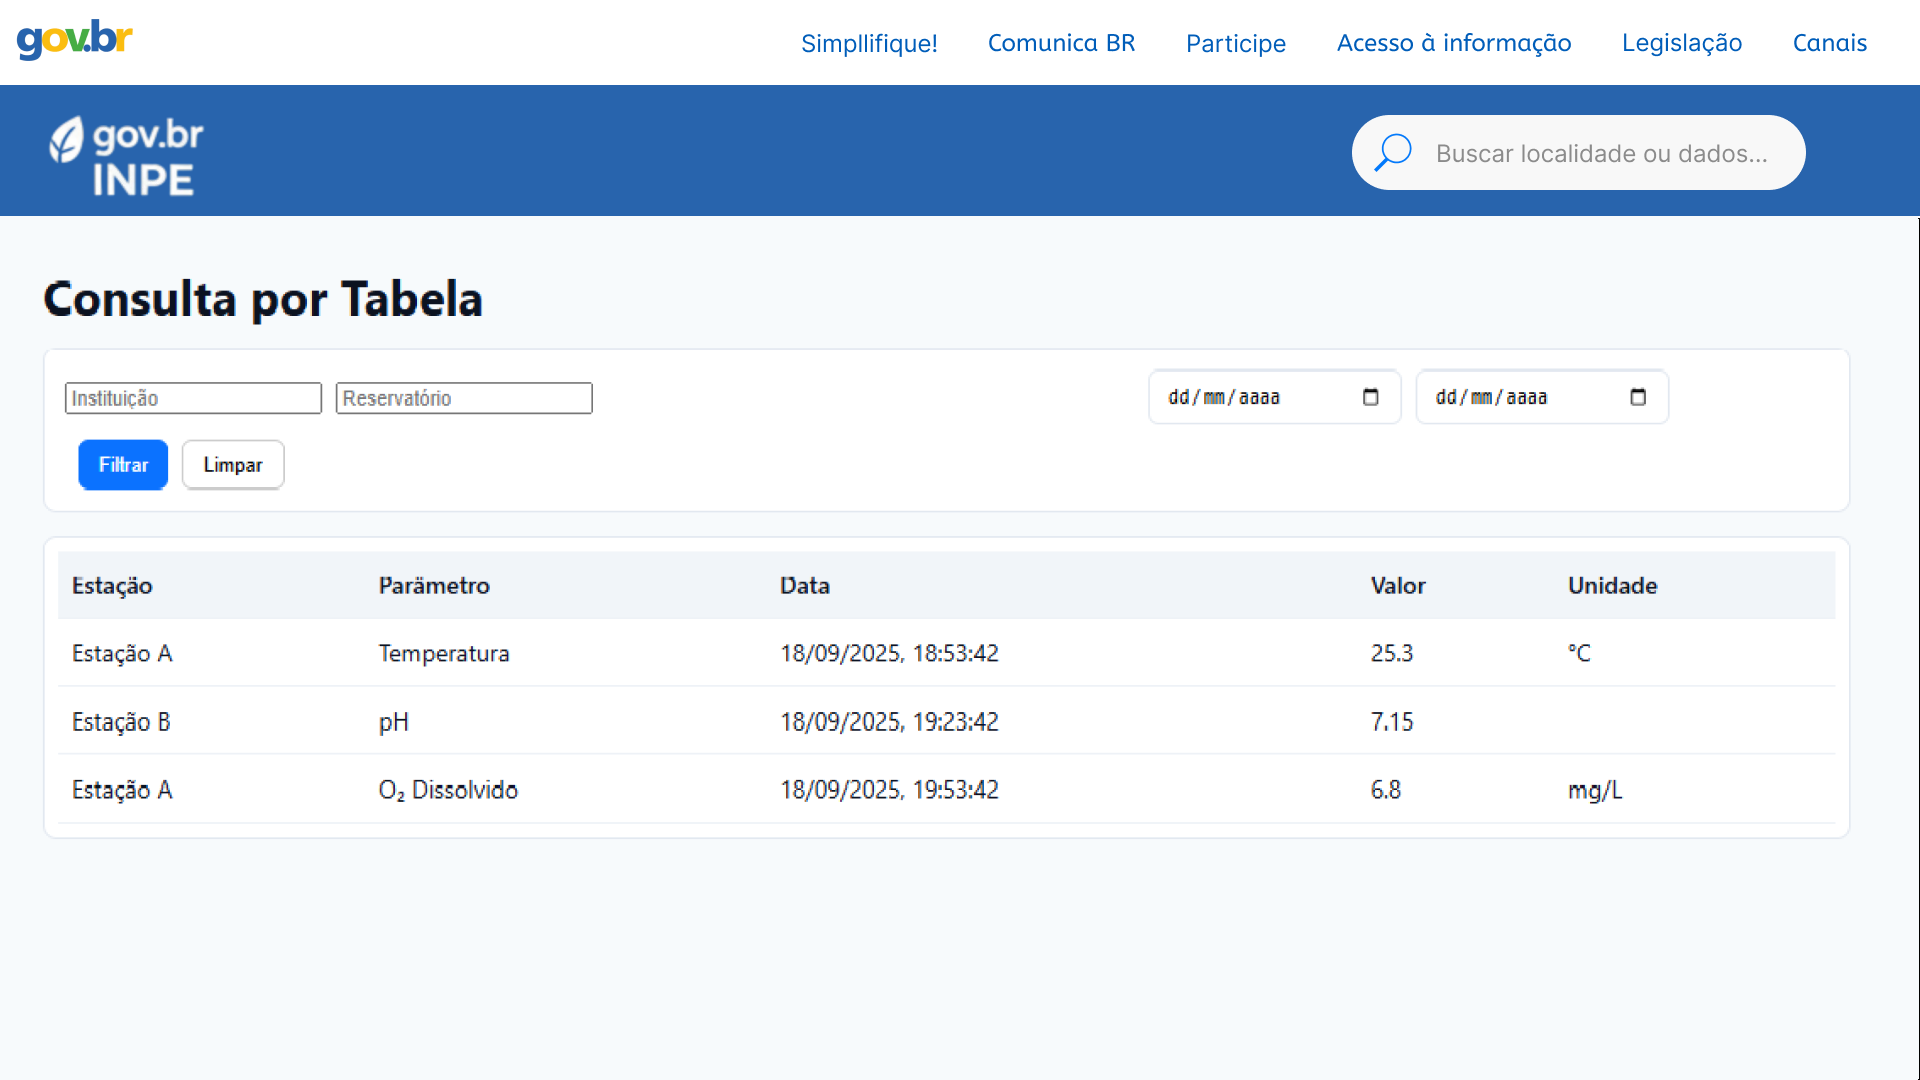 gov.br Simpllifique! Comunica BR Participe Acesso à informação Legislação Canais
gov.br
INPE
Buscar localidade ou dados...
Consulta por Tabela
Instituição Reservatório dd/mm/aaaa dd/mm/aaaa
Filtrar Limpar
Estação Parâmetro Data Valor Unidade
Estação A Temperatura 18/09/2025, 18:53:42 25.3 °C
Estação B pH 18/09/2025, 19:23:42 7.15
Estação A O₂ Dissolvido 18/09/2025, 19:53:42 6.8 mg/L